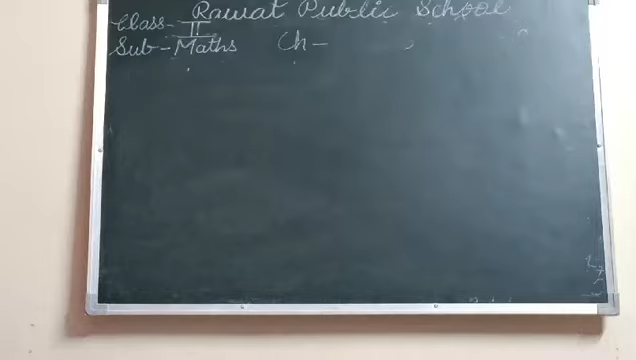 Rawat Public School
Class - II
Sub - Maths Ch -